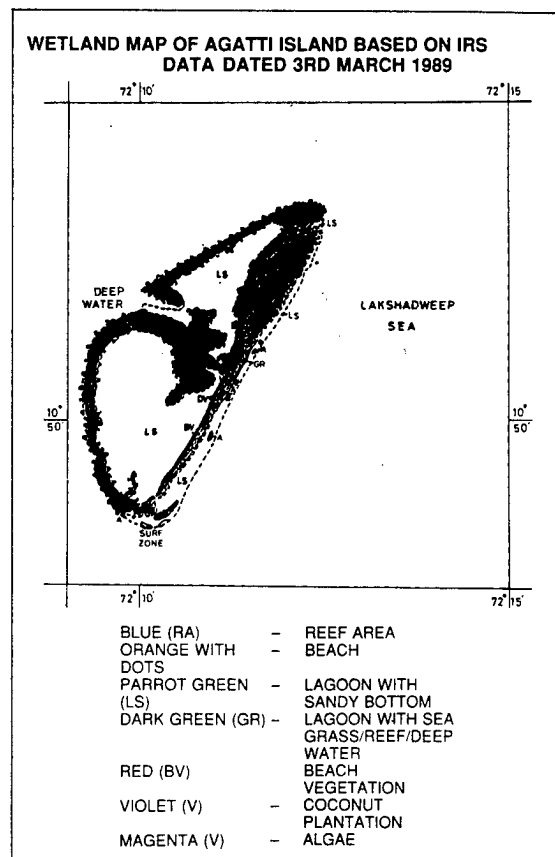 WETLAND MAP OF AGATTI ISLAND BASED ON IRS
DATA DATED 3RD MARCH 1989
72° 10' 72° 15'
LS
LS
DEEP
WATER
LAKSHADWEEP
SEA
LS
A
GR
10° 10°
50' 50'
LS
BV
A
LS
A
SURF
ZONE
72° 10' 72° 15'
BLUE (RA) – REEF AREA
ORANGE WITH – BEACH
DOTS
PARROT GREEN – LAGOON WITH
(LS) SANDY BOTTOM
DARK GREEN (GR) – LAGOON WITH SEA
GRASS/REEF/DEEP
WATER
RED (BV) BEACH
VEGETATION
VIOLET (V) – COCONUT
PLANTATION
MAGENTA (V) – ALGAE